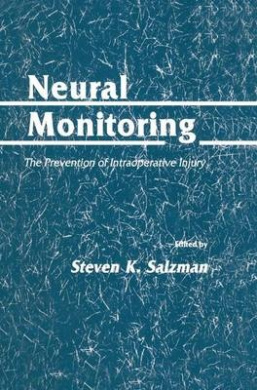 Neural
Monitoring
The Prevention of Intraoperative Injury
Edited by
Steven K. Salzman